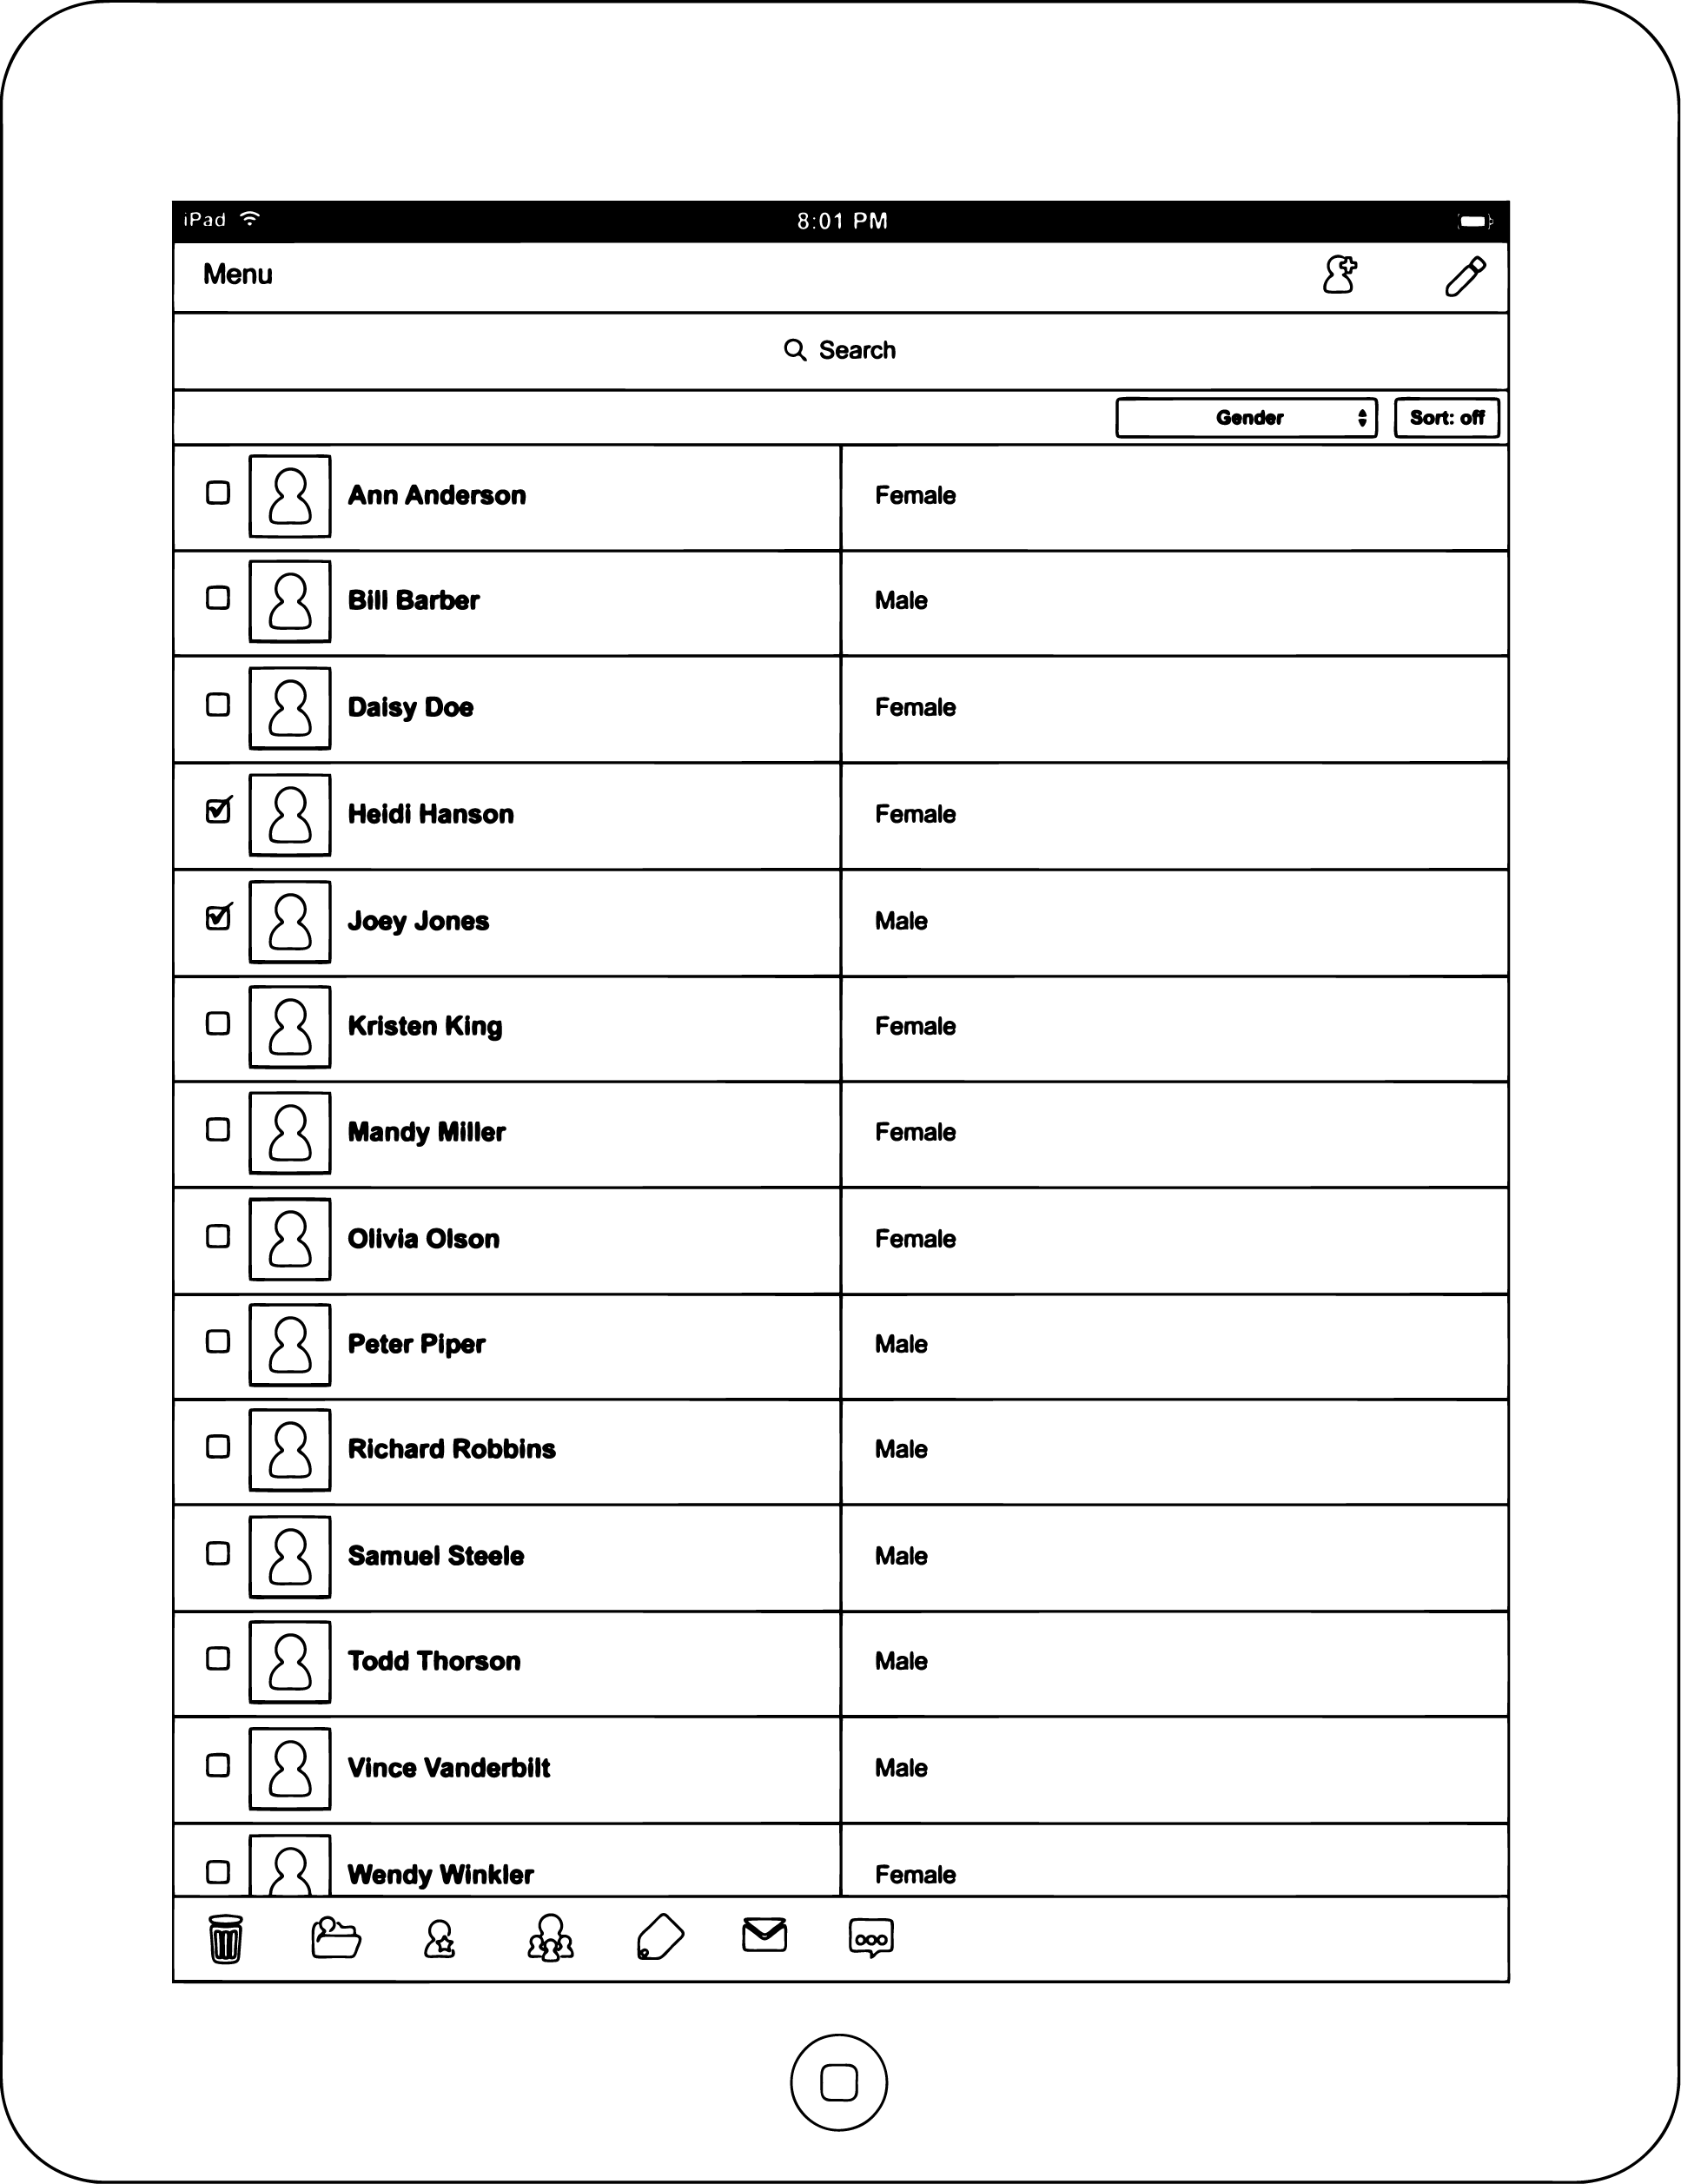 iPad 8:01 PM
Menu
Search
Gender Sort: off
Ann Anderson Female
Bill Barber Male
Daisy Doe Female
Heidi Hanson Female
Joey Jones Male
Kristen King Female
Mandy Miller Female
Olivia Olson Female
Peter Piper Male
Richard Robbins Male
Samuel Steele Male
Todd Thorson Male
Vince Vanderbilt Male
Wendy Winkler Female